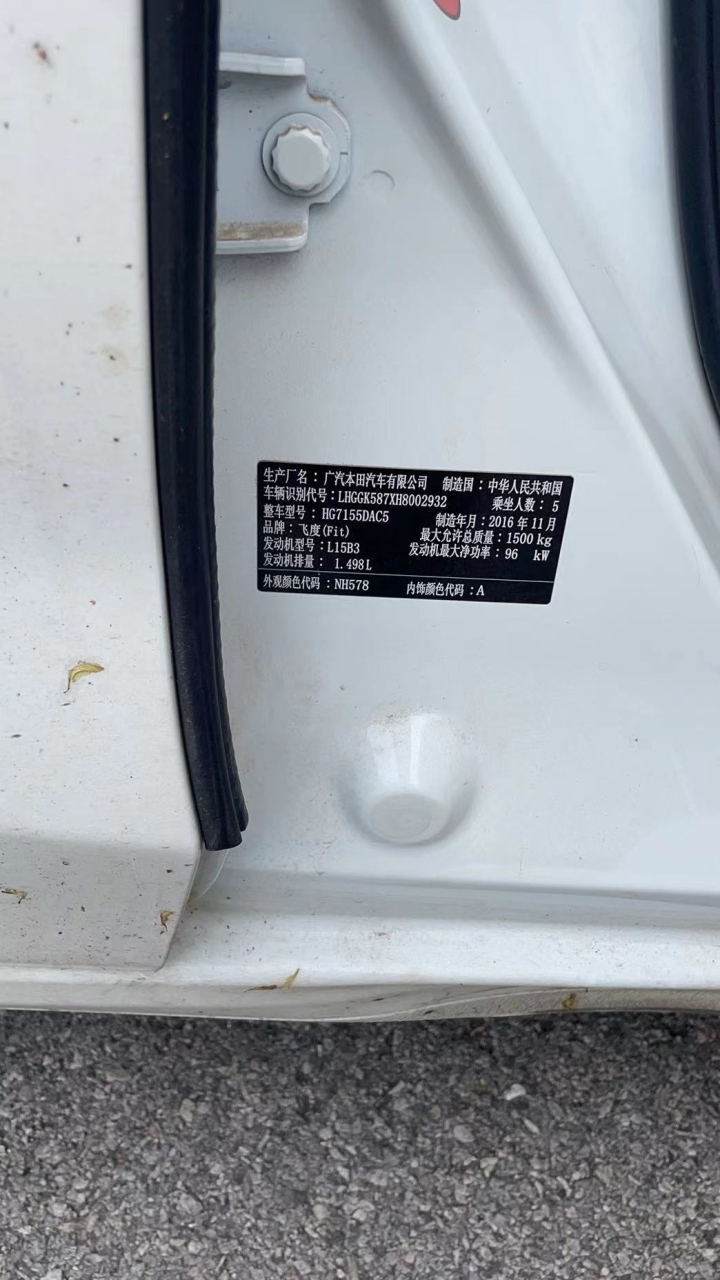 生产厂名：广汽本田汽车有限公司 制造国：中华人民共和国
车辆识别代号：LHGGK587XH8002932 乘坐人数：5
整车型号：HG7155DAC5 制造年月：2016年11月
品牌：飞度(Fit) 最大允许总质量：1500kg
发动机型号：L15B3 发动机最大净功率：96 kW
发动机排量：1.498L
外观颜色代码：NH578 内饰颜色代码：A